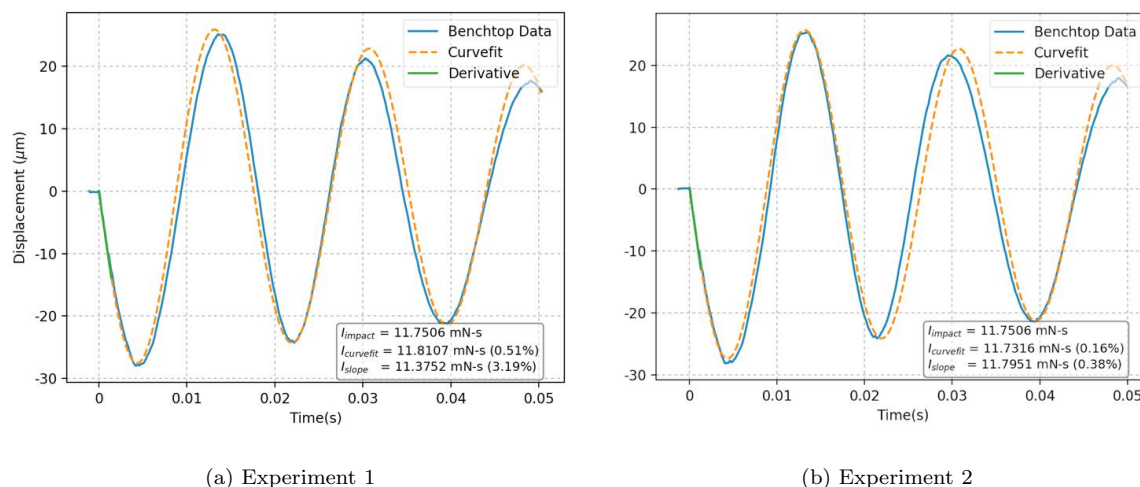 Benchtop Data
Curvefit
Derivative
20
10
0
-10
-20
-30
Displacement (μm)
I_impact = 11.7506 mN-s
I_curvefit = 11.8107 mN-s (0.51%)
I_slope = 11.3752 mN-s (3.19%)
0 0.01 0.02 0.03 0.04 0.05
Time(s)
(a) Experiment 1
Benchtop Data
Curvefit
Derivative
20
10
0
-10
-20
-30
I_impact = 11.7506 mN-s
I_curvefit = 11.7316 mN-s (0.16%)
I_slope = 11.7951 mN-s (0.38%)
0 0.01 0.02 0.03 0.04 0.05
Time(s)
(b) Experiment 2